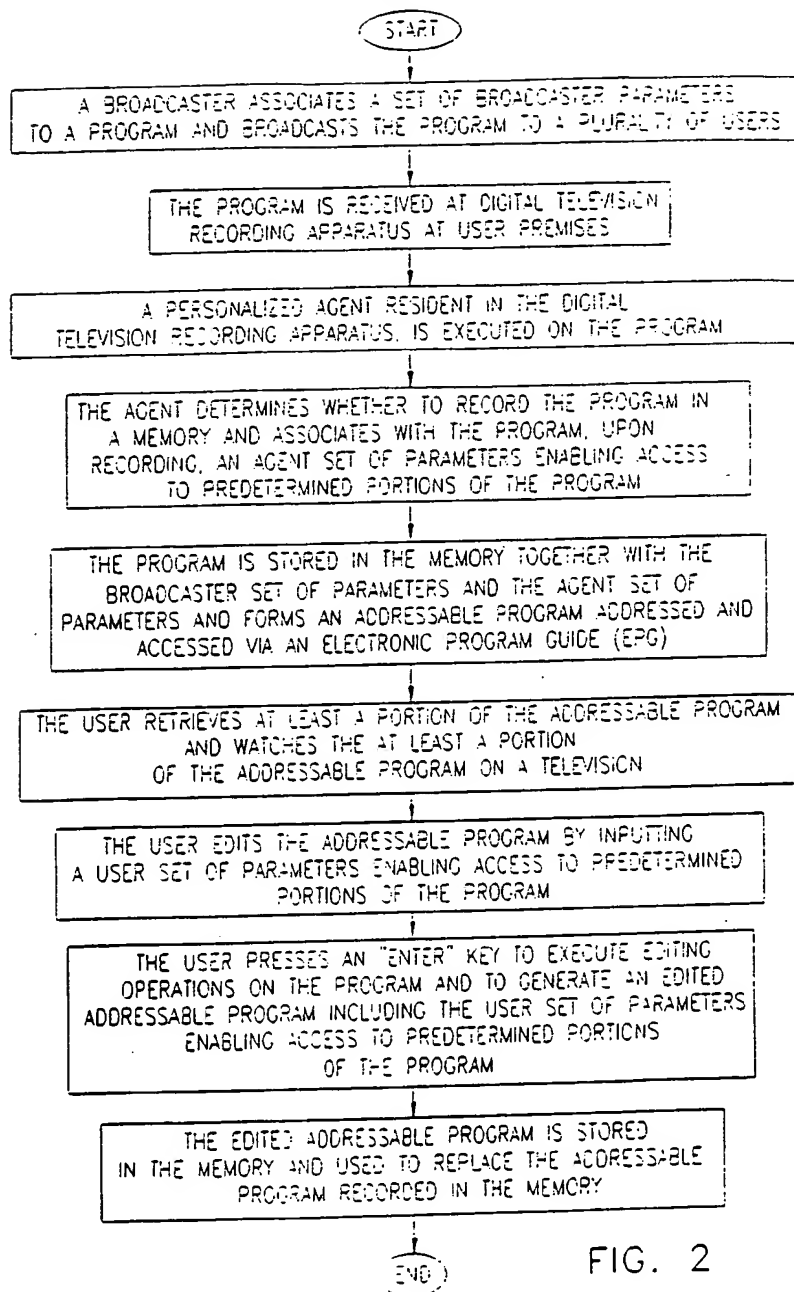 START
A BROADCASTER ASSOCIATES A SET OF BROADCASTER PARAMETERS
TO A PROGRAM AND BROADCASTS THE PROGRAM TO A PLURALITY OF USERS
THE PROGRAM IS RECEIVED AT DIGITAL TELEVISION
RECORDING APPARATUS AT USER PREMISES
A PERSONALIZED AGENT RESIDENT IN THE DIGITAL
TELEVISION RECORDING APPARATUS, IS EXECUTED ON THE PROGRAM
THE AGENT DETERMINES WHETHER TO RECORD THE PROGRAM IN
A MEMORY AND ASSOCIATES WITH THE PROGRAM, UPON
RECORDING, AN AGENT SET OF PARAMETERS ENABLING ACCESS
TO PREDETERMINED PORTIONS OF THE PROGRAM
THE PROGRAM IS STORED IN THE MEMORY TOGETHER WITH THE
BROADCASTER SET OF PARAMETERS AND THE AGENT SET OF
PARAMETERS AND FORMS AN ADDRESSABLE PROGRAM ADDRESSED AND
ACCESSED VIA AN ELECTRONIC PROGRAM GUIDE (EPG)
THE USER RETRIEVES AT LEAST A PORTION OF THE ADDRESSABLE PROGRAM
AND WATCHES THE AT LEAST A PORTION
OF THE ADDRESSABLE PROGRAM ON A TELEVISION
THE USER EDITS THE ADDRESSABLE PROGRAM BY INPUTTING
A USER SET OF PARAMETERS ENABLING ACCESS TO PREDETERMINED
PORTIONS OF THE PROGRAM
THE USER PRESSES AN "ENTER" KEY TO EXECUTE EDITING
OPERATIONS ON THE PROGRAM AND TO GENERATE AN EDITED
ADDRESSABLE PROGRAM INCLUDING THE USER SET OF PARAMETERS
ENABLING ACCESS TO PREDETERMINED PORTIONS
OF THE PROGRAM
THE EDITED ADDRESSABLE PROGRAM IS STORED
IN THE MEMORY AND USED TO REPLACE THE ADDRESSABLE
PROGRAM RECORDED IN THE MEMORY
END
FIG. 2